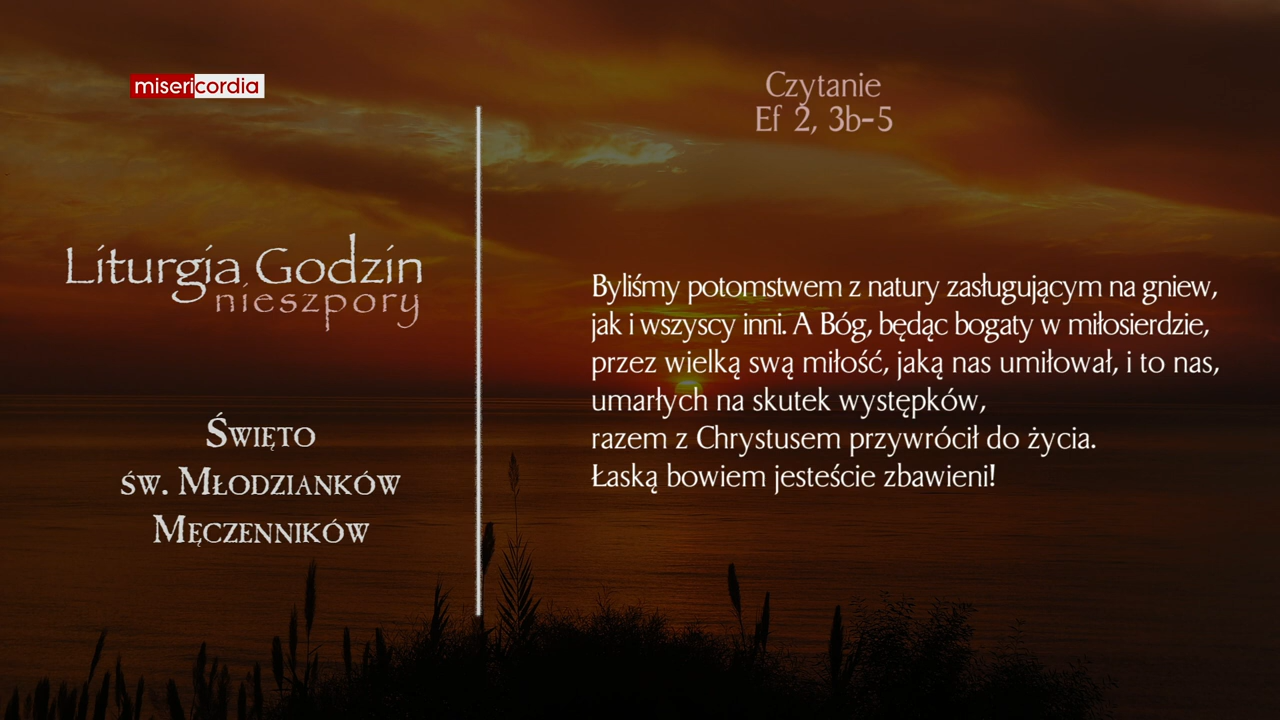 misericordia
Liturgia Godzin
nieszpory
Święto
św. Młodzianków
Męczenników
Czytanie
Ef 2, 3b-5
Byliśmy potomstwem z natury zasługującym na gniew,
jak i wszyscy inni. A Bóg, będąc bogaty w miłosierdzie,
przez wielką swą miłość, jaką nas umiłował, i to nas,
umarłych na skutek występków,
razem z Chrystusem przywrócił do życia.
Łaską bowiem jesteście zbawieni!